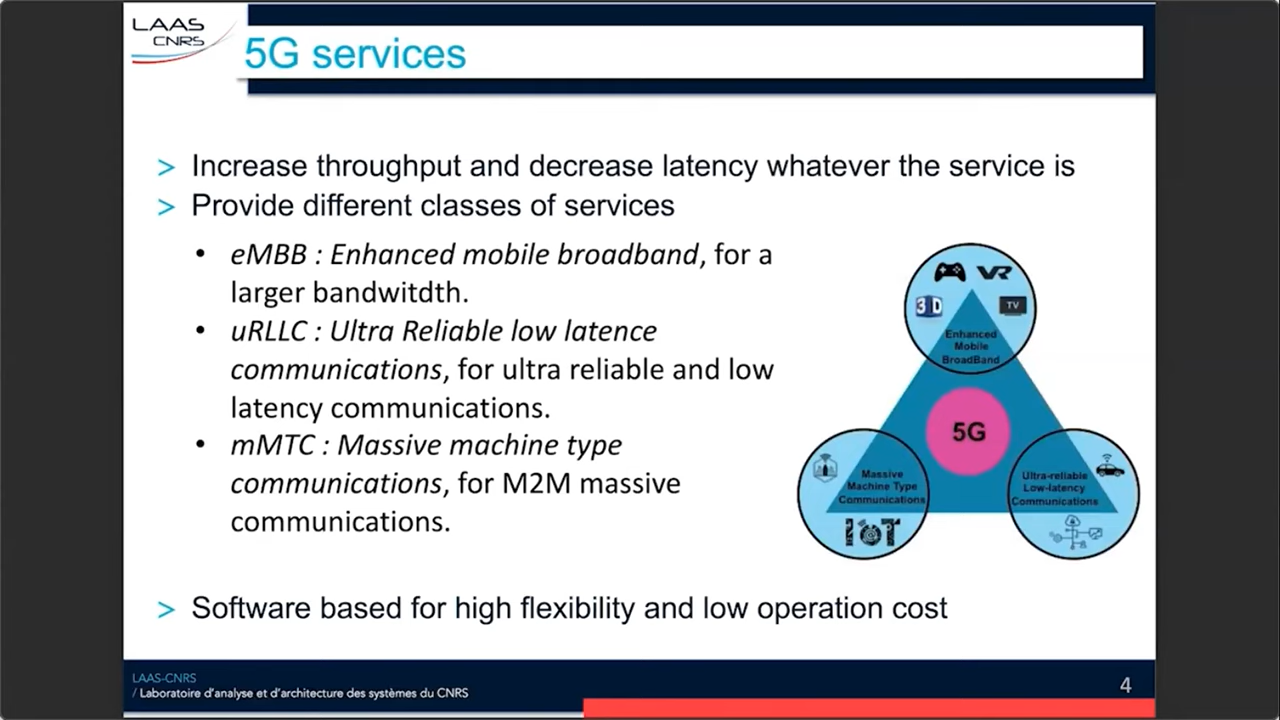 LAAS
CNRS
5G services
> Increase throughput and decrease latency whatever the service is
> Provide different classes of services
• eMBB : Enhanced mobile broadband, for a
larger bandwitdth.
• uRLLC : Ultra Reliable low latence
communications, for ultra reliable and low
latency communications.
• mMTC : Massive machine type
communications, for M2M massive
communications.
VR
3D
TV
Enhanced
Mobile
BroadBand
5G
Massive
Machine Type
Communications
IoT
Ultra-reliable
Low-latency
Communications
> Software based for high flexibility and low operation cost
LAAS-CNRS
/ Laboratoire d'analyse et d'architecture des systèmes du CNRS
4